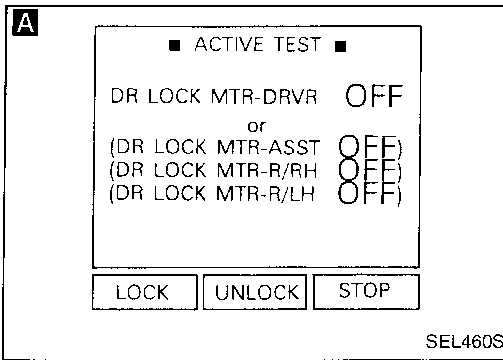 A
■ ACTIVE TEST ■
DR LOCK MTR-DRVR OFF
or
(DR LOCK MTR-ASST OFF)
(DR LOCK MTR-R/RH OFF)
(DR LOCK MTR-R/LH OFF)
LOCK UNLOCK STOP
SEL460S